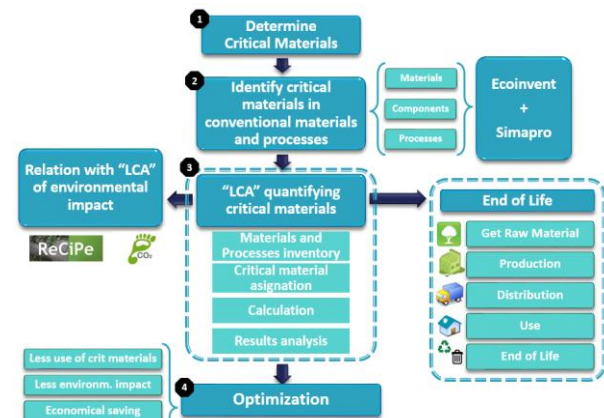 1
Determine
Critical Materials
2
Identify critical
materials in
conventional materials
and processes
Materials
Components
Processes
Ecoinvent
+
Simapro
3
Relation with “LCA”
of environmental
impact
ReCiPe
CO₂
“LCA” quantifying
critical materials
Materials and
Processes inventory
Critical material
asignation
Calculation
Results analysis
End of Life
Get Raw Material
Production
Distribution
Use
End of Life
Less use of crit materials
Less environm. impact
Economical saving
4
Optimization